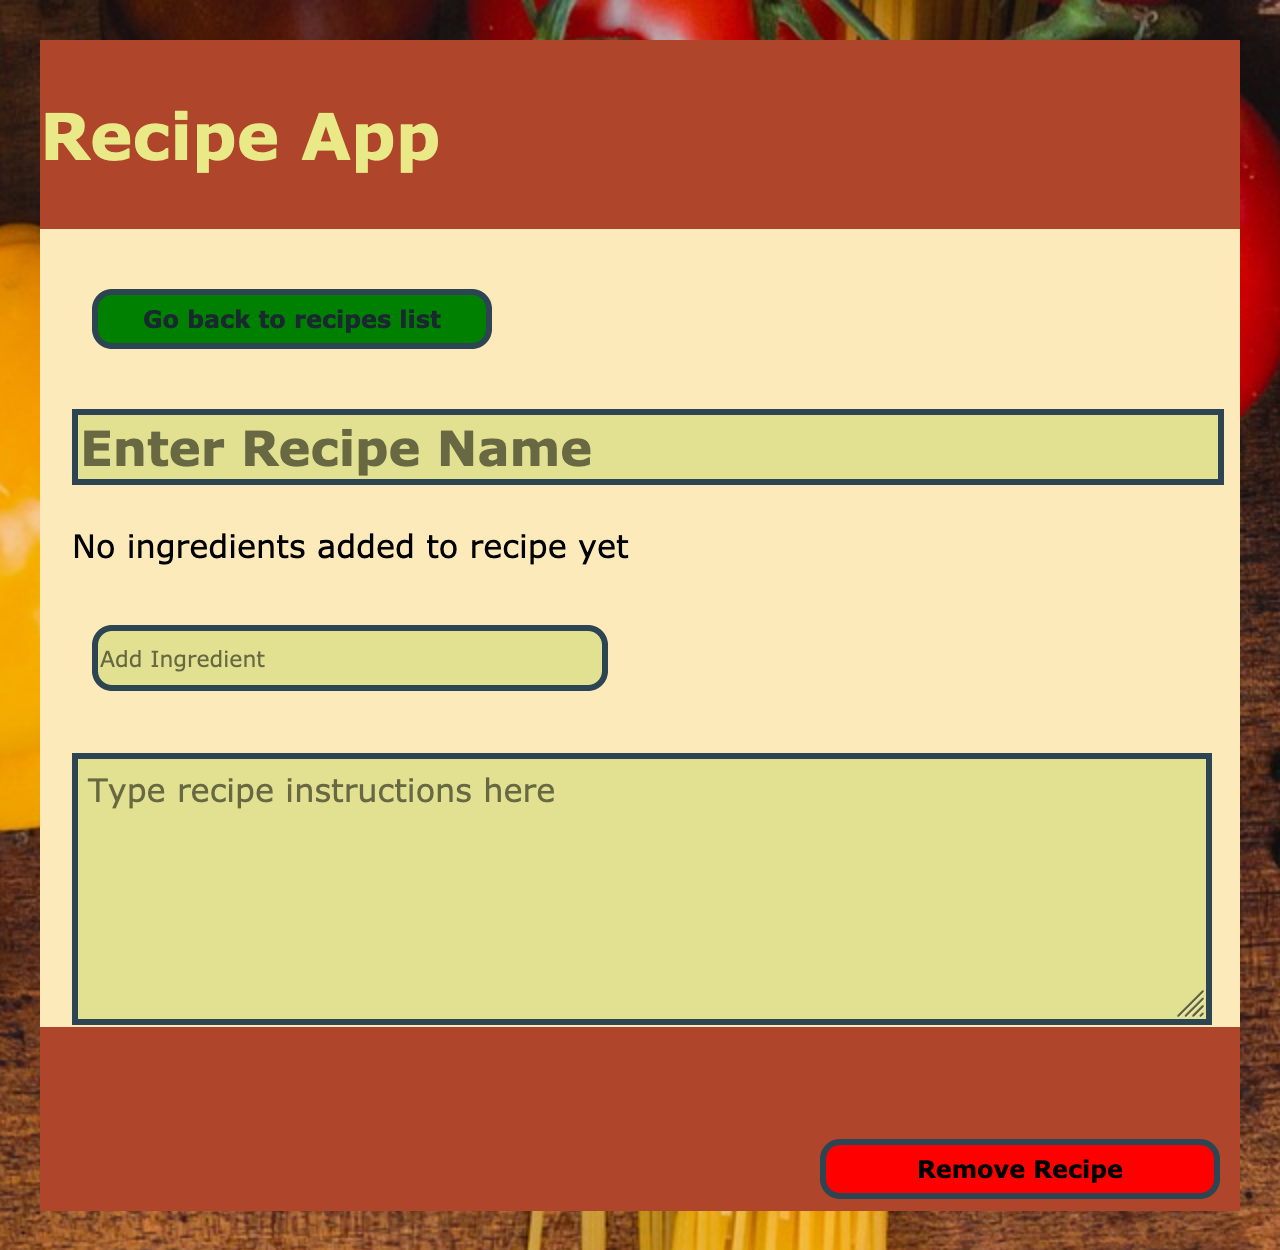 Recipe App
Go back to recipes list
Enter Recipe Name
No ingredients added to recipe yet
Add Ingredient
Type recipe instructions here
Remove Recipe